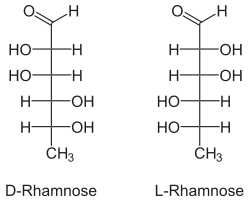 O H O H
HO H H OH
HO H H OH
H OH HO H
H OH HO H
CH3 CH3
D-Rhamnose L-Rhamnose